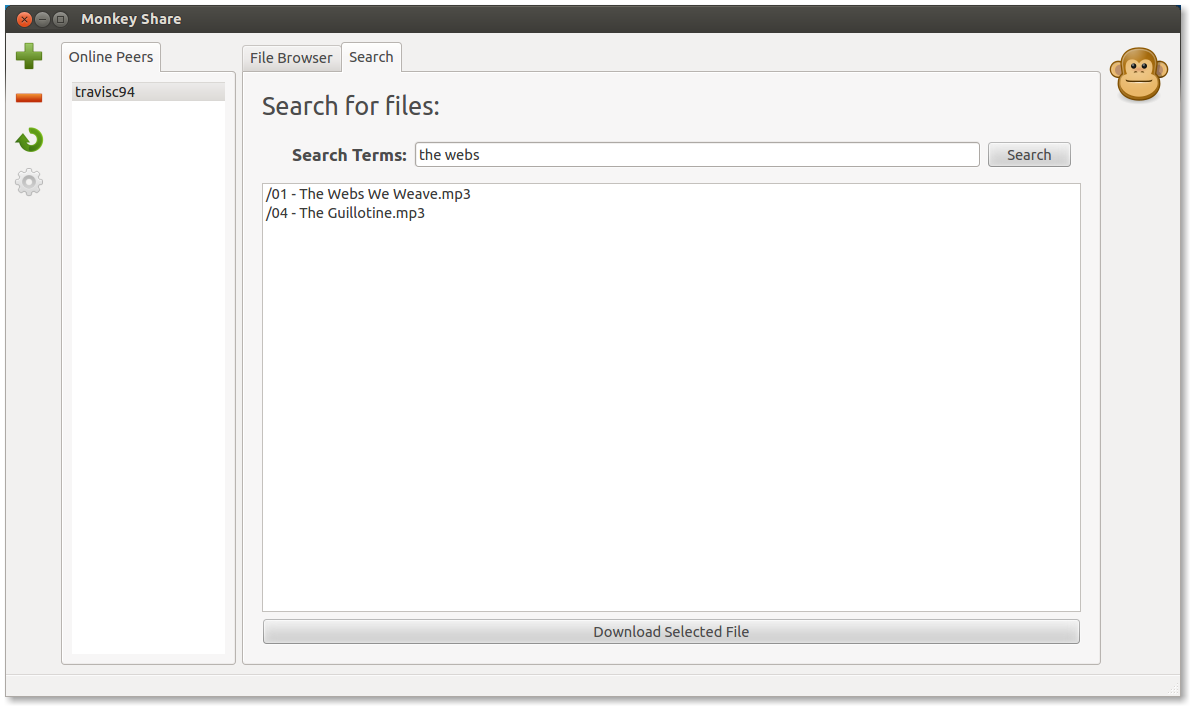 Monkey Share
Online Peers
travisc94
File Browser
Search
Search for files:
Search Terms: the webs Search
/01 - The Webs We Weave.mp3
/04 - The Guillotine.mp3
Download Selected File